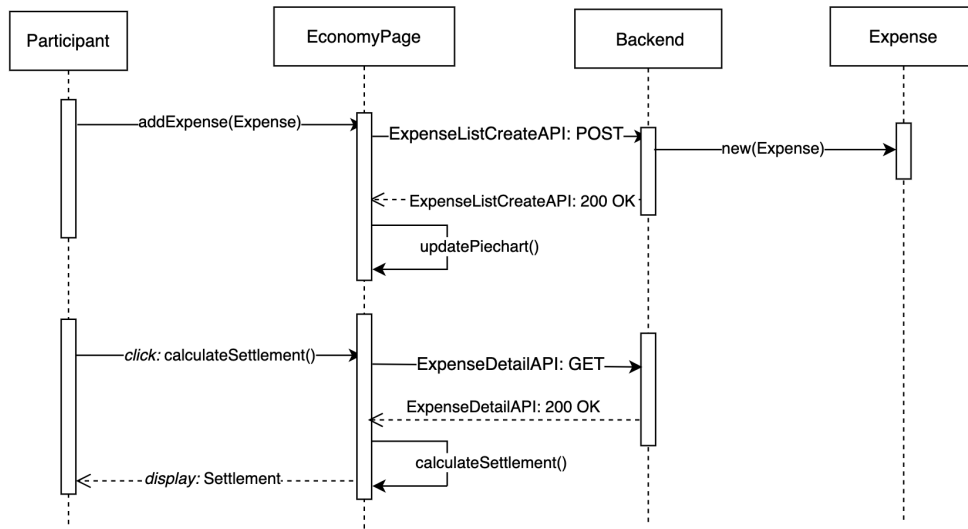 Participant
EconomyPage
Backend
Expense
addExpense(Expense)
ExpenseListCreateAPI: POST
new(Expense)
ExpenseListCreateAPI: 200 OK
updatePiechart()
click: calculateSettlement()
ExpenseDetailAPI: GET
ExpenseDetailAPI: 200 OK
calculateSettlement()
display: Settlement